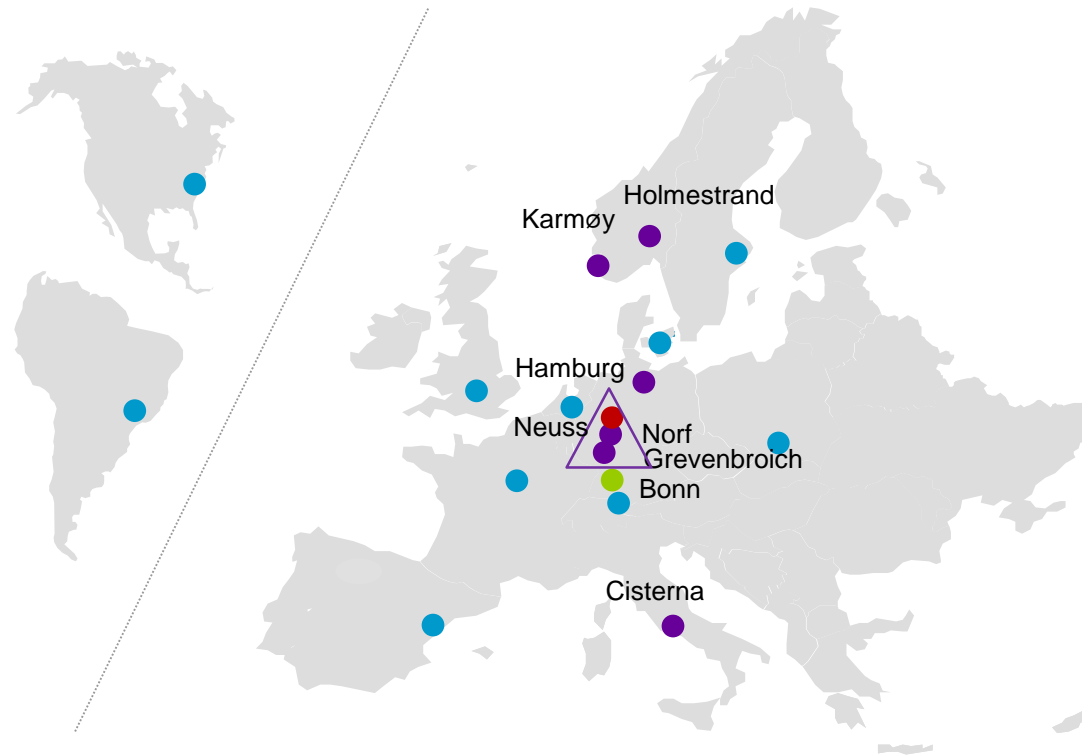 Holmestrand
Karmøy
Hamburg
Neuss
Norf
Grevenbroich
Bonn
Cisterna